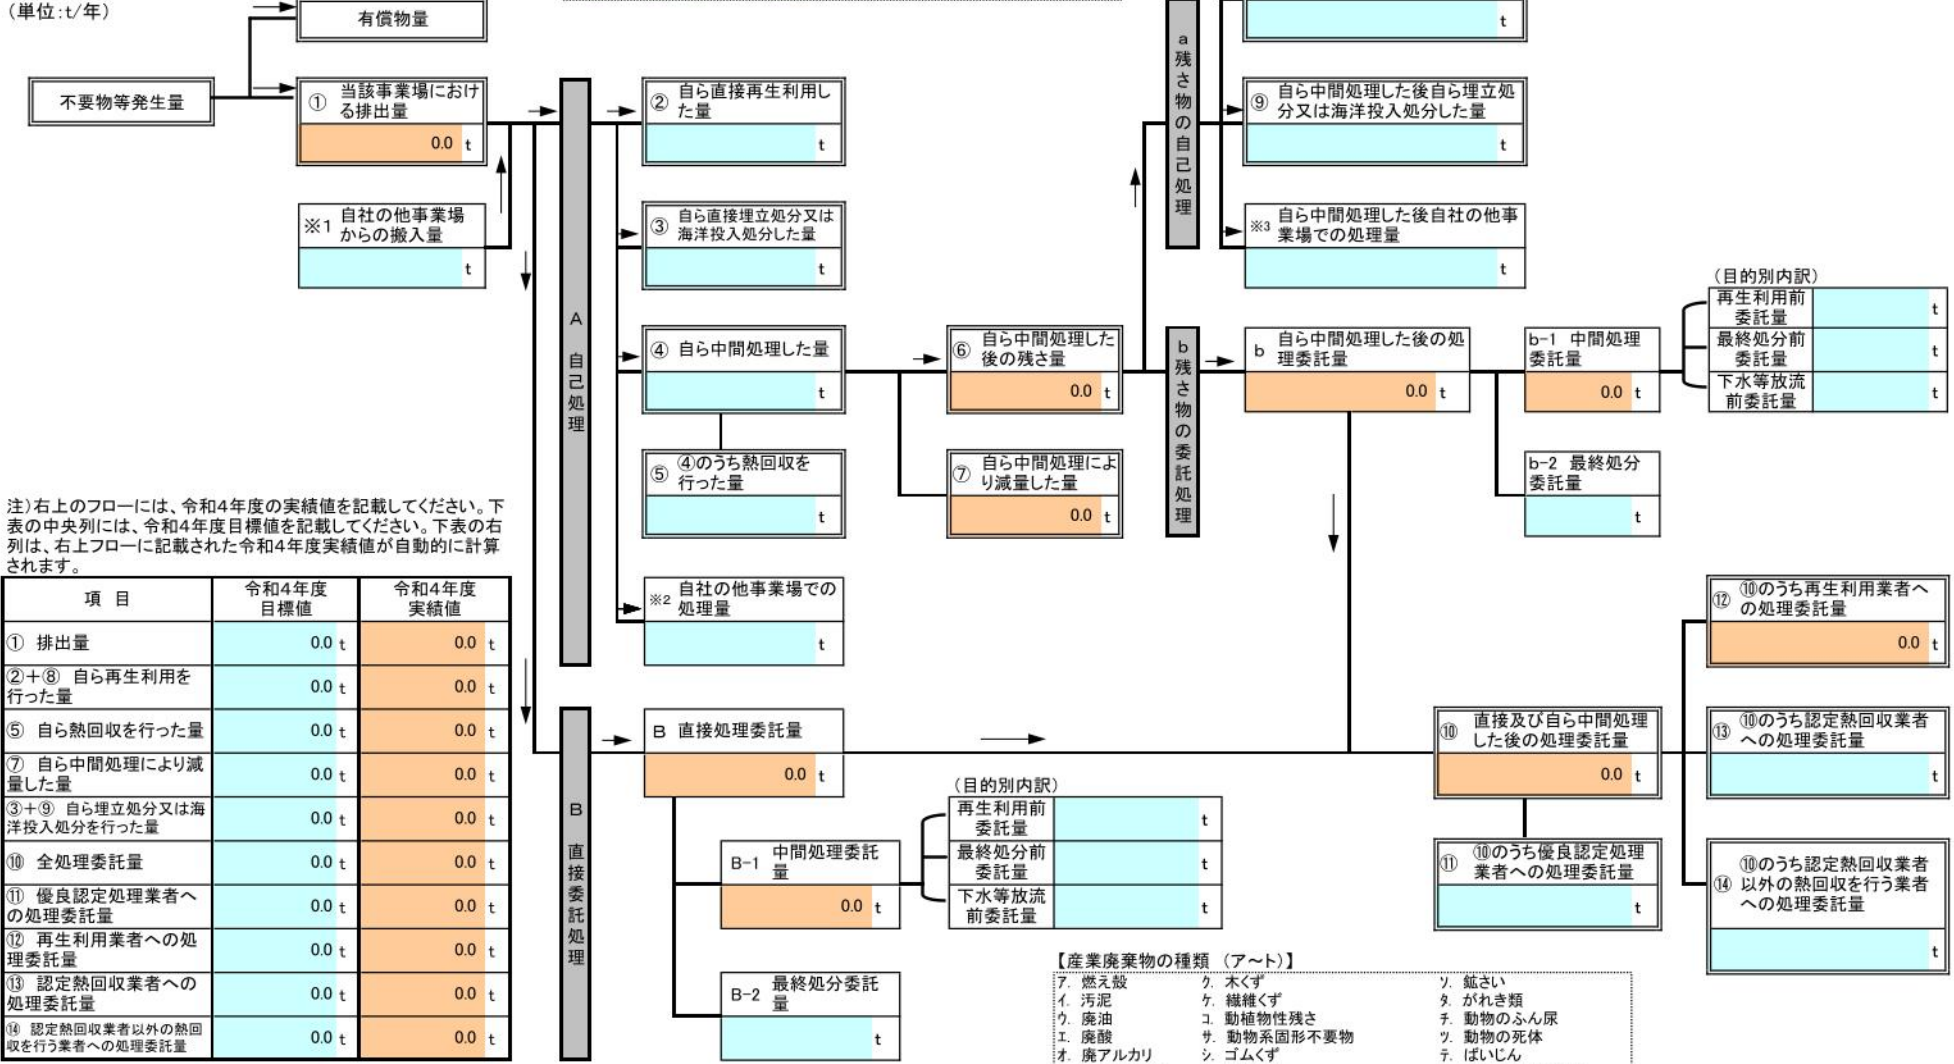 (単位:t/年)
有償物量
不要物等発生量
① 当該事業場におけ
る排出量
0.0 t
※1 自社の他事業場
からの搬入量
t
A 自己処理
② 自ら直接再生利用し
た量
t
③ 自ら直接埋立処分又は
海洋投入処分した量
t
④ 自ら中間処理した量
t
⑤ ④のうち熱回収を
行った量
t
※2 自社の他事業場での
処理量
t
⑥ 自ら中間処理した
後の残さ量
0.0 t
⑦ 自ら中間処理によ
り減量した量
0.0 t
a 残さ物の自己処理
t
⑨ 自ら中間処理した後自ら埋立処
分又は海洋投入処分した量
t
※3 自ら中間処理した後自社の他事
業場での処理量
t
b 残さ物の委託処理
b 自ら中間処理した後の処
理委託量
0.0 t
b-1 中間処理
委託量
0.0 t
(目的別内訳)
再生利用前
委託量
t
最終処分前
委託量
t
下水等放流
前委託量
t
b-2 最終処分
委託量
t
注)右上のフローには、令和4年度の実績値を記載してください。下
表の中央列には、令和4年度目標値を記載してください。下表の右
列は、右上フローに記載された令和4年度実績値が自動的に計算
されます。
項 目 令和4年度
目標値 令和4年度
実績値
① 排出量 0.0 t 0.0 t
②+⑧ 自ら再生利用を
行った量 0.0 t 0.0 t
⑤ 自ら熱回収を行った量 0.0 t 0.0 t
⑦ 自ら中間処理により減
量した量 0.0 t 0.0 t
③+⑨ 自ら埋立処分又は海
洋投入処分を行った量 0.0 t 0.0 t
⑩ 全処理委託量 0.0 t 0.0 t
⑪ 優良認定処理業者へ
の処理委託量 0.0 t 0.0 t
⑫ 再生利用業者への処
理委託量 0.0 t 0.0 t
⑬ 認定熱回収業者への
処理委託量 0.0 t 0.0 t
⑭ 認定熱回収業者以外の熱回
収を行う業者への処理委託量 0.0 t 0.0 t
B 直接委託処理
B 直接処理委託量
0.0 t
B-1 中間処理委託
量
0.0 t
(目的別内訳)
再生利用前
委託量
t
最終処分前
委託量
t
下水等放流
前委託量
t
B-2 最終処分委託
量
t
⑩ 直接及び自ら中間処理
した後の処理委託量
0.0 t
⑪ ⑩のうち優良認定処理
業者への処理委託量
t
⑫ ⑩のうち再生利用業者へ
の処理委託量
0.0 t
⑬ ⑩のうち認定熱回収業者
への処理委託量
t
⑭ ⑩のうち認定熱回収業者
以外の熱回収を行う業者
への処理委託量
t
【産業廃棄物の種類 (ア～ト)】
ア. 燃え殻 ク. 木くず ソ. 鉱さい
イ. 汚泥 ケ. 繊維くず タ. がれき類
ウ. 廃油 コ. 動植物性残さ チ. 動物のふん尿
エ. 廃酸 サ. 動物系固形不要物 ツ. 動物の死体
オ. 廃アルカリ シ. ゴムくず テ. ばいじん